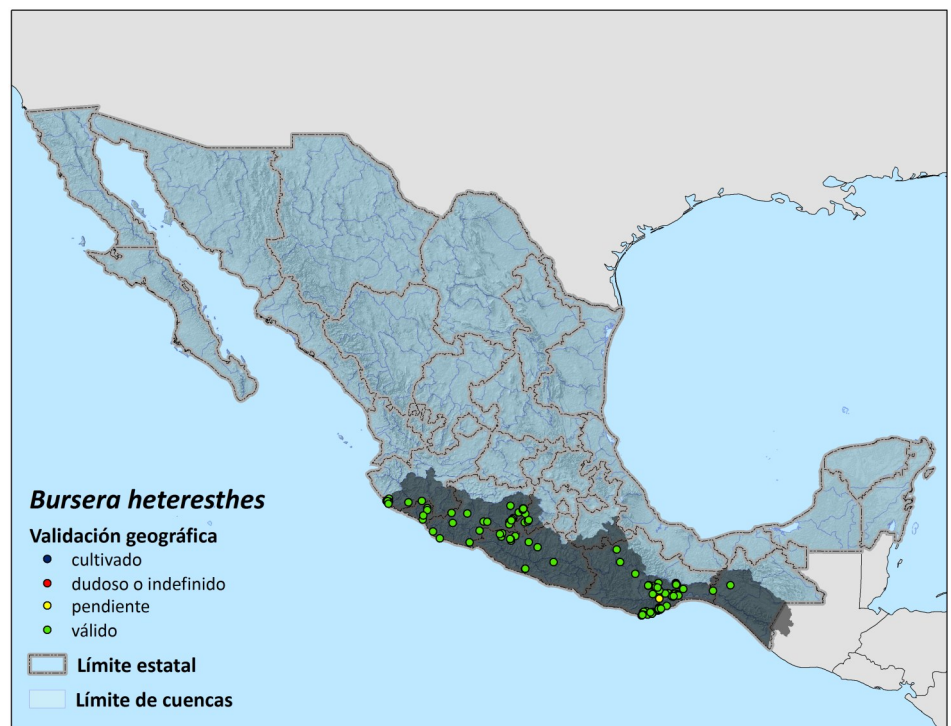 Bursera heteresthes
Validación geográfica
cultivado
dudoso o indefinido
pendiente
válido
Límite estatal
Límite de cuencas